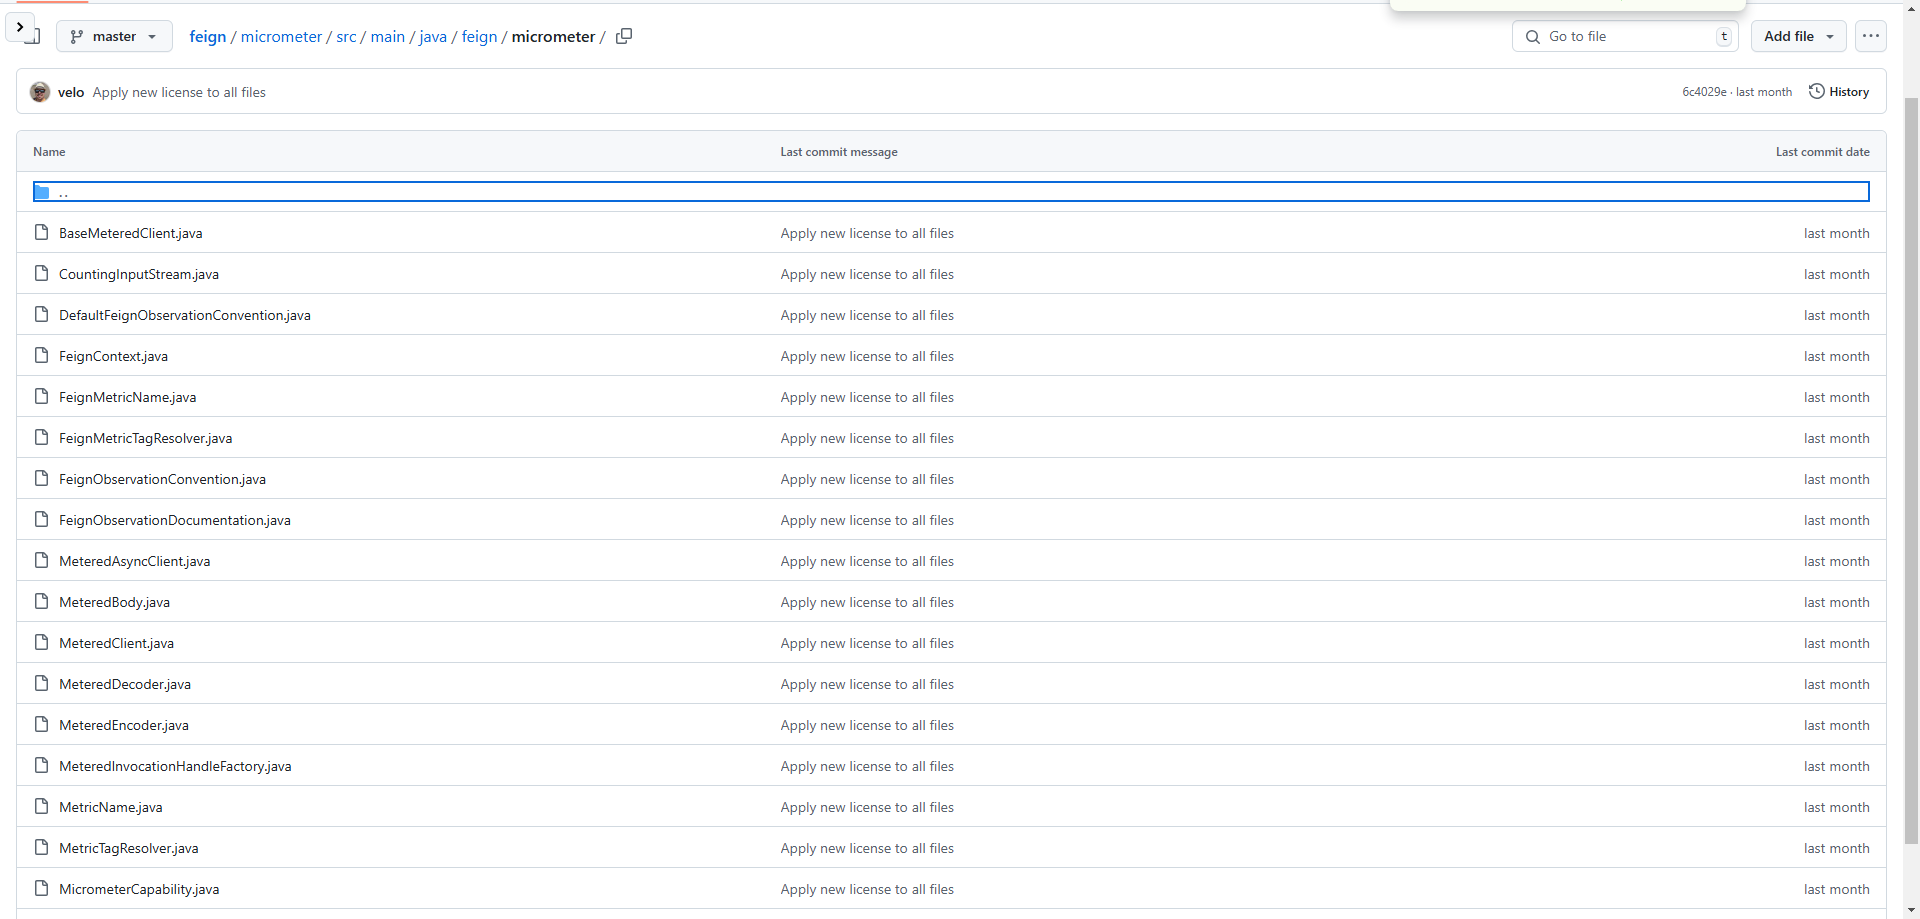 master feign / micrometer / src / main / java / feign / micrometer / Go to file t Add file
velo Apply new license to all files 6c4029e · last month History
Name Last commit message Last commit date
..
BaseMeteredClient.java Apply new license to all files last month
CountingInputStream.java Apply new license to all files last month
DefaultFeignObservationConvention.java Apply new license to all files last month
FeignContext.java Apply new license to all files last month
FeignMetricName.java Apply new license to all files last month
FeignMetricTagResolver.java Apply new license to all files last month
FeignObservationConvention.java Apply new license to all files last month
FeignObservationDocumentation.java Apply new license to all files last month
MeteredAsyncClient.java Apply new license to all files last month
MeteredBody.java Apply new license to all files last month
MeteredClient.java Apply new license to all files last month
MeteredDecoder.java Apply new license to all files last month
MeteredEncoder.java Apply new license to all files last month
MeteredInvocationHandleFactory.java Apply new license to all files last month
MetricName.java Apply new license to all files last month
MetricTagResolver.java Apply new license to all files last month
MicrometerCapability.java Apply new license to all files last month